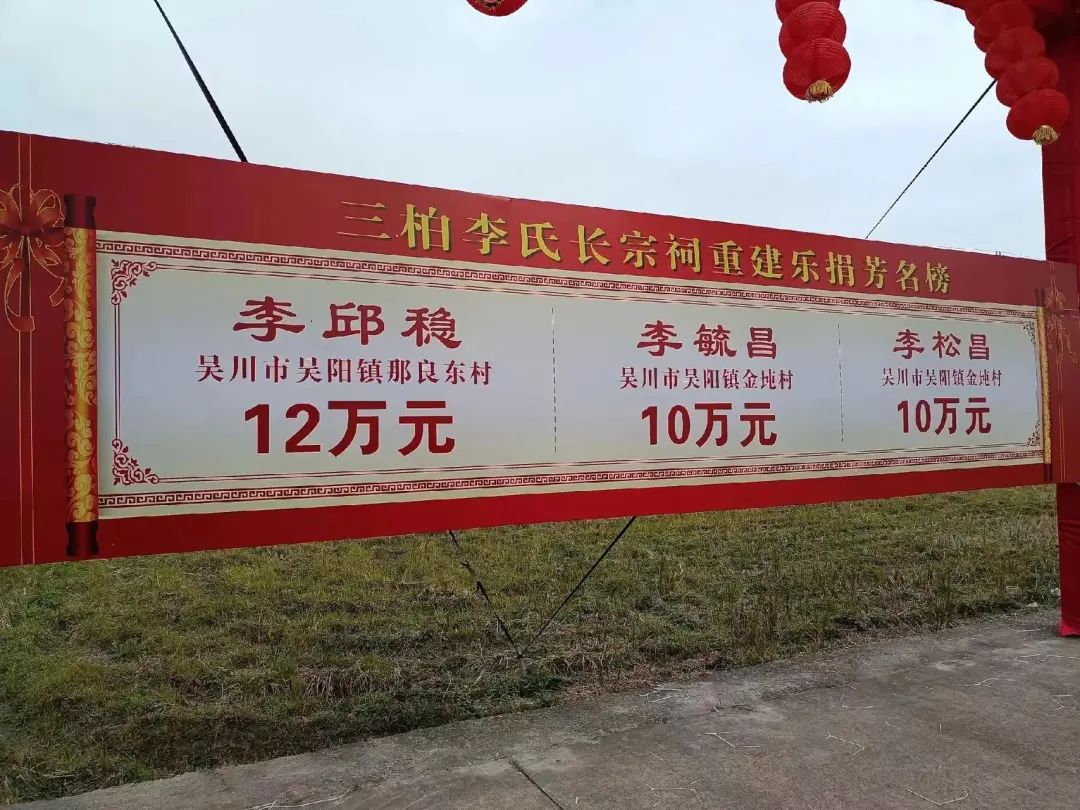 三柏李氏长宗祠重建乐捐芳名榜
李邱稳
吴川市吴阳镇那良东村
12万元
李毓昌
吴川市吴阳镇金坉村
10万元
李松昌
吴川市吴阳镇金坉村
10万元